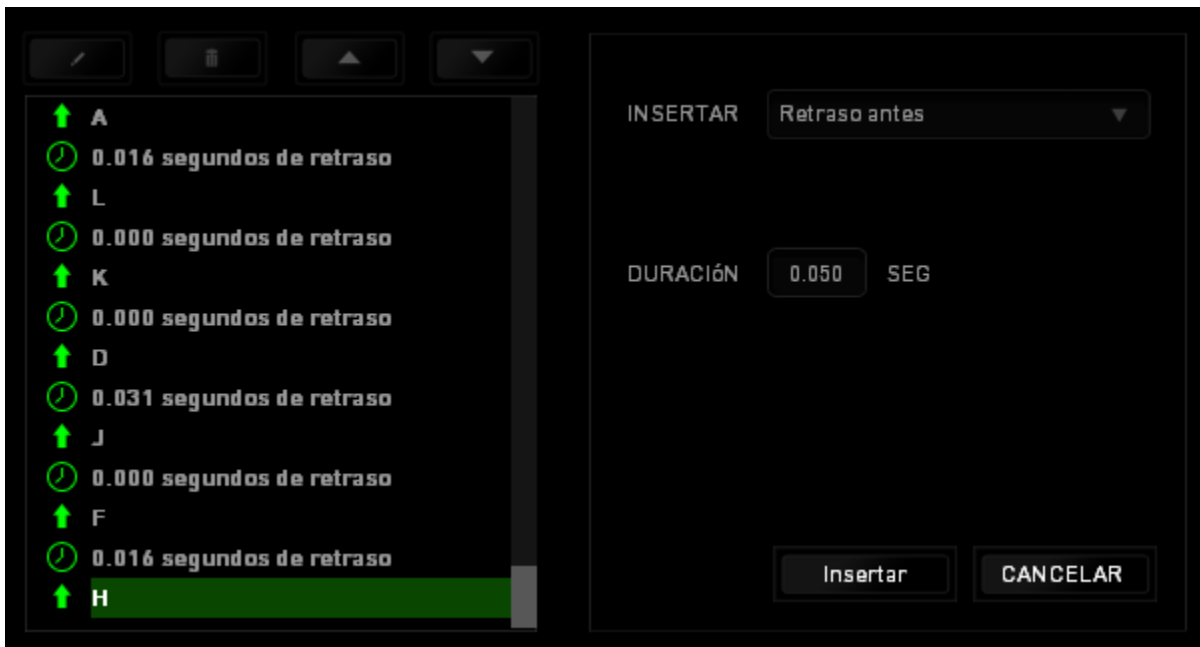 A
0.016 segundos de retraso
L
0.000 segundos de retraso
K
0.000 segundos de retraso
D
0.031 segundos de retraso
J
0.000 segundos de retraso
F
0.016 segundos de retraso
H
INSERTAR Retraso antes
DURACIóN 0.050 SEG
Insertar CANCELAR